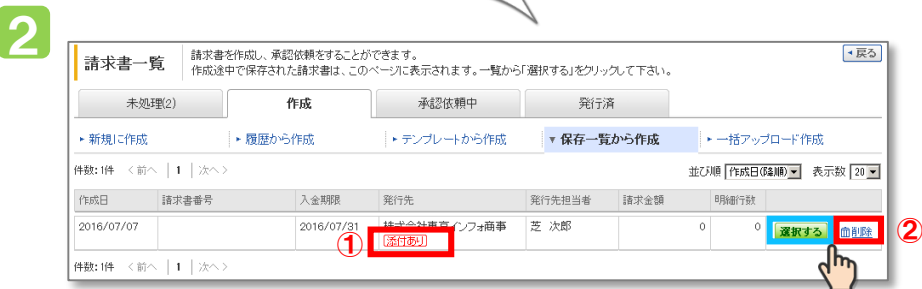 2
請求書一覧
請求書を作成し、承認依頼をすることができます。
作成途中で保存された請求書は、このページに表示されます。一覧から「選択する」をクリックして下さい。
戻る
未処理(2) 作成 承認依頼中 発行済
新規に作成 履歴から作成 テンプレートから作成 保存一覧から作成 一括アップロード作成
件数:1件 <前へ | 1 | 次へ> 並び順 作成日(降順) 表示数 20
作成日 請求書番号 入金期限 発行先 発行先担当者 請求金額 明細行数
2016/07/07 2016/07/31 株式会社東京インフォ商事 芝 次郎 0 0 選択する 削除
① [添付あり] ②
件数:1件 <前へ | 1 | 次へ>